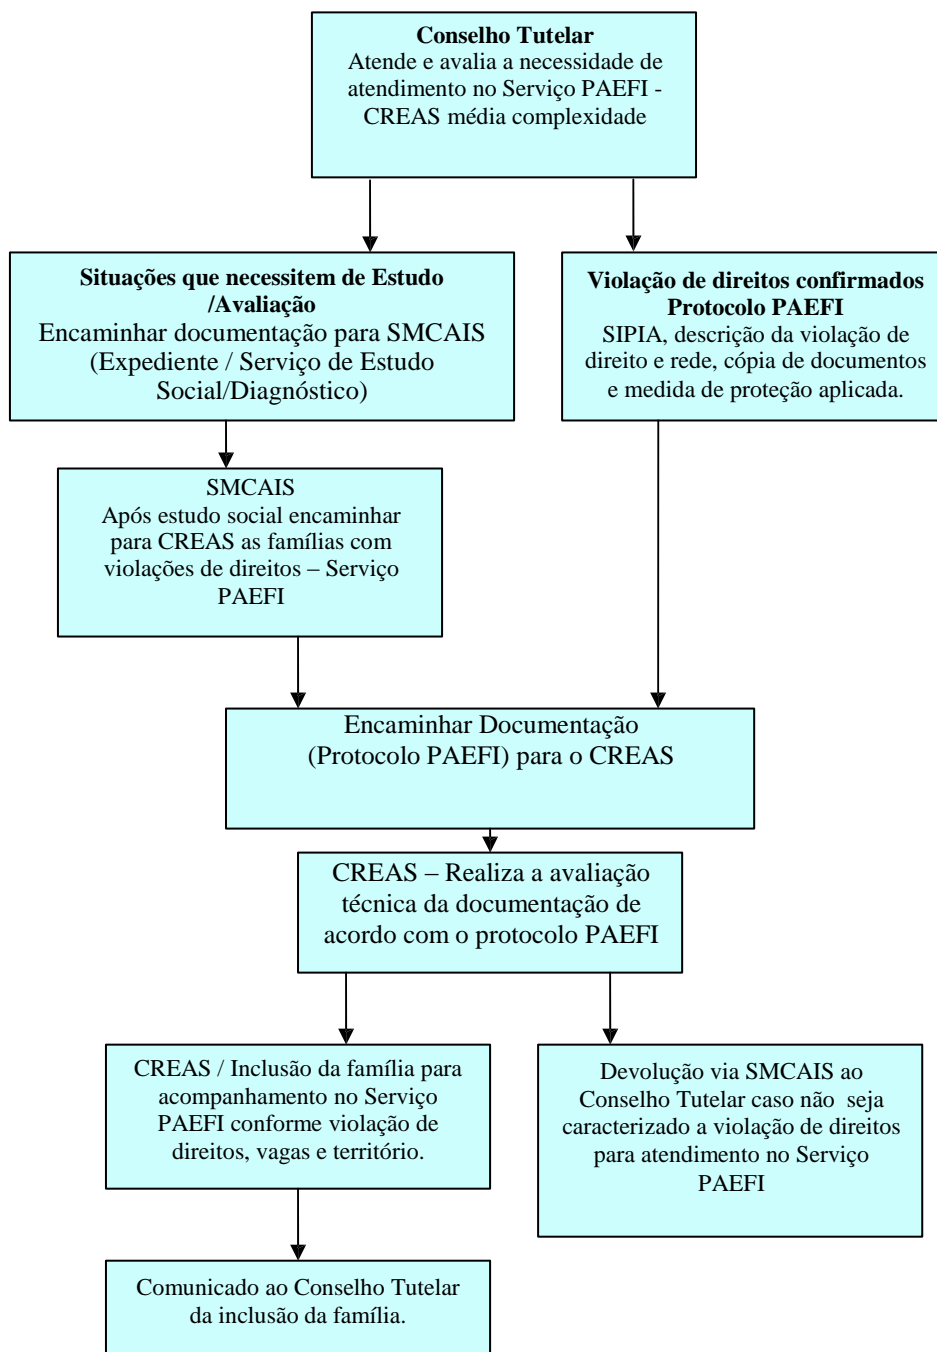 Conselho Tutelar
Atende e avalia a necessidade de
atendimento no Serviço PAEFI -
CREAS média complexidade
Situações que necessitem de Estudo
/Avaliação
Encaminhar documentação para SMCAIS
(Expediente / Serviço de Estudo
Social/Diagnóstico)
Violação de direitos confirmados
Protocolo PAEFI
SIPIA, descrição da violação de
direito e rede, cópia de documentos
e medida de proteção aplicada.
SMCAIS
Após estudo social encaminhar
para CREAS as famílias com
violações de direitos – Serviço
PAEFI
Encaminhar Documentação
(Protocolo PAEFI) para o CREAS
CREAS – Realiza a avaliação
técnica da documentação de
acordo com o protocolo PAEFI
CREAS / Inclusão da família para
acompanhamento no Serviço
PAEFI conforme violação de
direitos, vagas e território.
Devolução via SMCAIS ao
Conselho Tutelar caso não seja
caracterizado a violação de direitos
para atendimento no Serviço
PAEFI
Comunicado ao Conselho Tutelar
da inclusão da família.